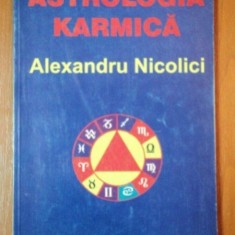 ASTROLOGIA
KARMICĂ
Alexandru Nicolici